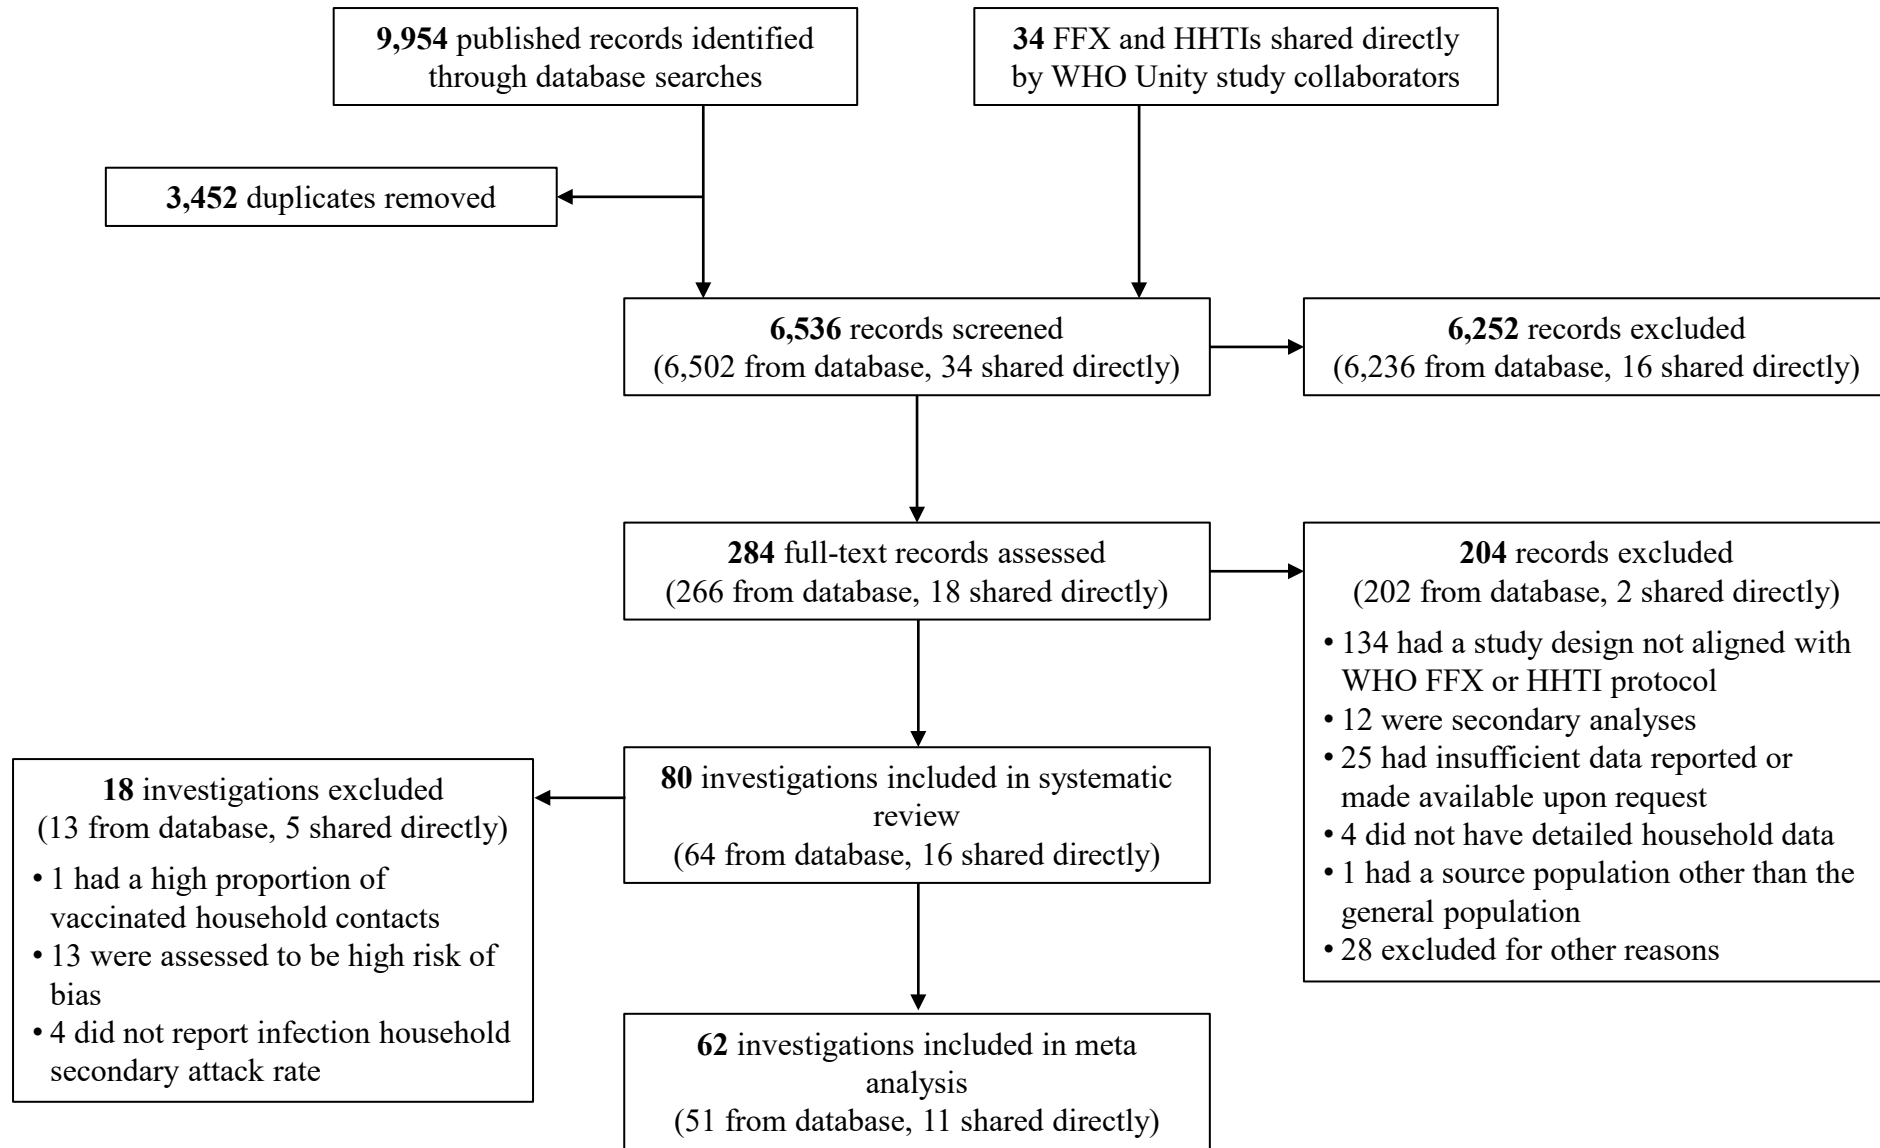 9,954 published records identified
through database searches
34 FFX and HHTIs shared directly
by WHO Unity study collaborators
3,452 duplicates removed
6,536 records screened
(6,502 from database, 34 shared directly)
6,252 records excluded
(6,236 from database, 16 shared directly)
284 full-text records assessed
(266 from database, 18 shared directly)
204 records excluded
(202 from database, 2 shared directly)
• 134 had a study design not aligned with
WHO FFX or HHTI protocol
• 12 were secondary analyses
• 25 had insufficient data reported or
made available upon request
• 4 did not have detailed household data
• 1 had a source population other than the
general population
• 28 excluded for other reasons
80 investigations included in systematic
review
(64 from database, 16 shared directly)
18 investigations excluded
(13 from database, 5 shared directly)
• 1 had a high proportion of
vaccinated household contacts
• 13 were assessed to be high risk of
bias
• 4 did not report infection household
secondary attack rate
62 investigations included in meta
analysis
(51 from database, 11 shared directly)